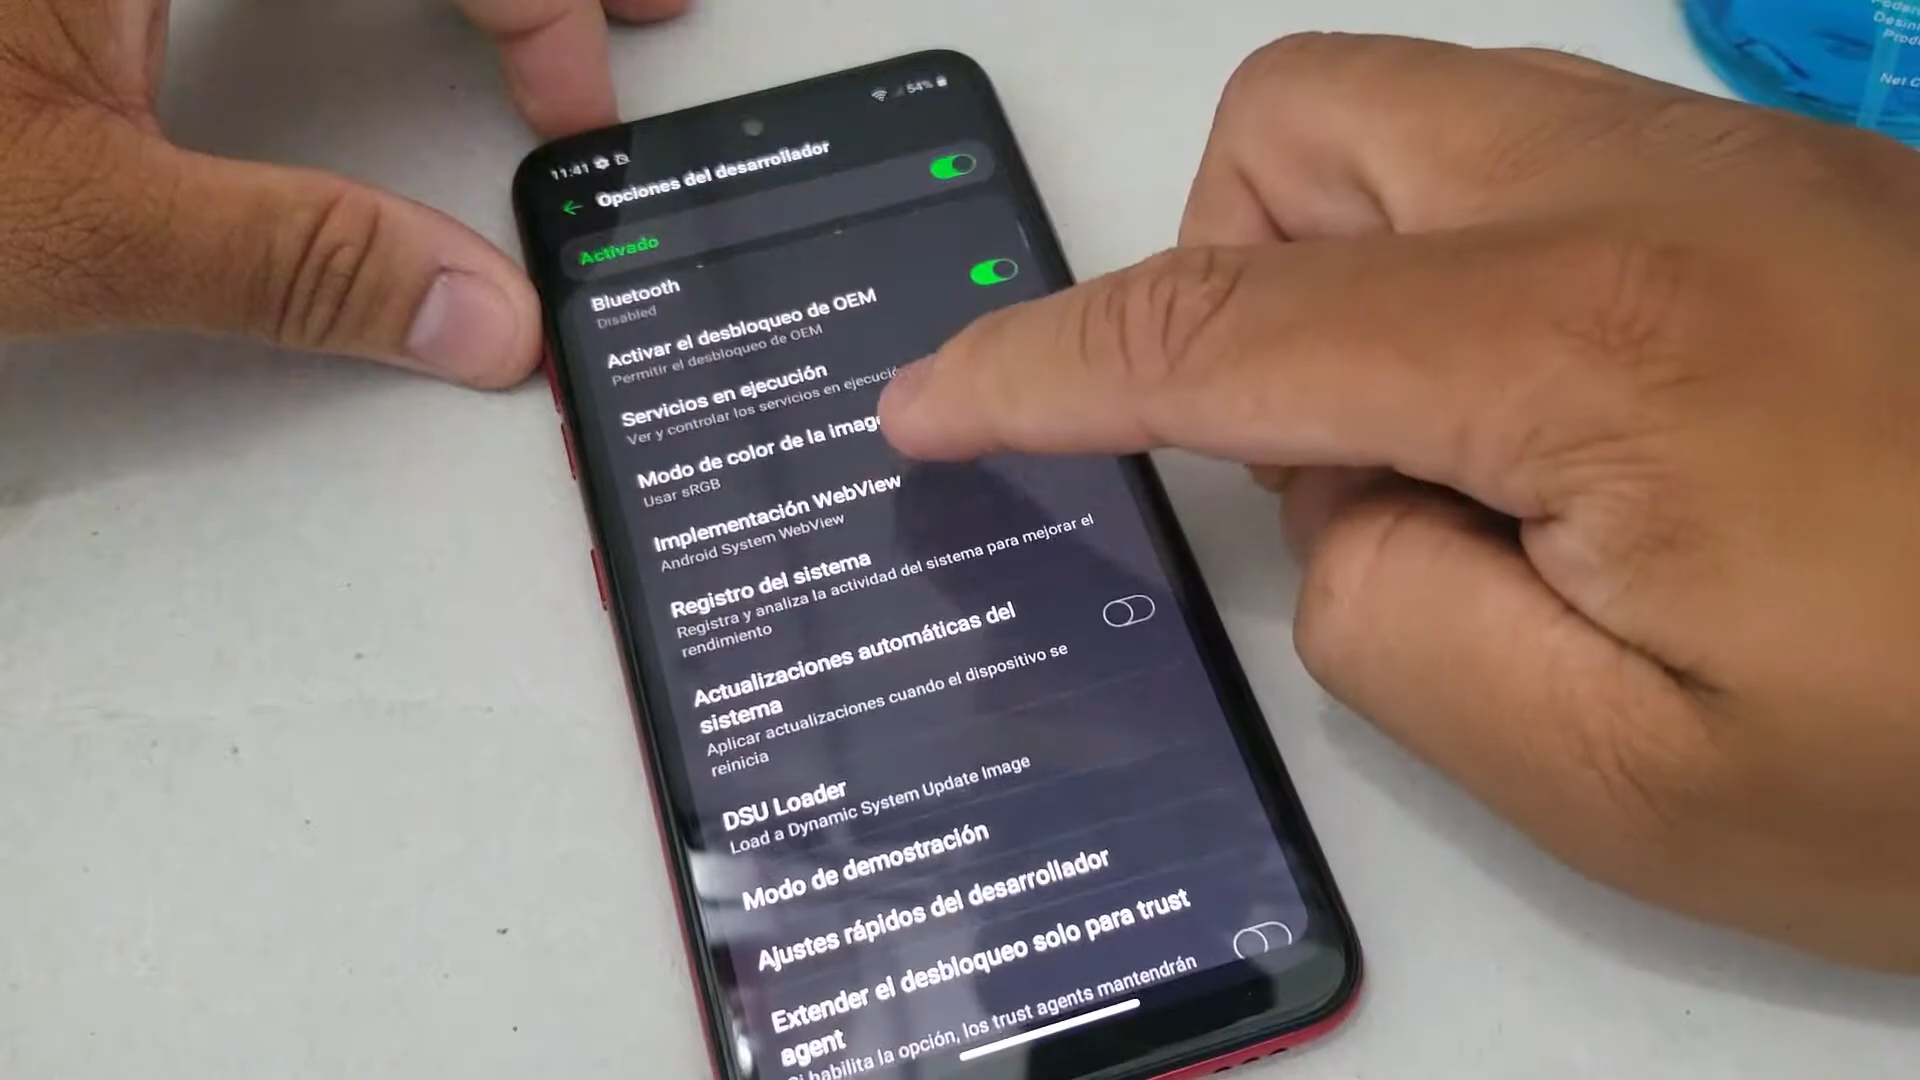 11:41
54%
Opciones del desarrollador
Activado
Bluetooth
Disabled
Activar el desbloqueo de OEM
Permitir el desbloqueo de OEM
Servicios en ejecución
Ver y controlar los servicios en ejecució
Modo de color de la image
Usar sRGB
Implementación WebView
Android System WebView
Registro del sistema
Registra y analiza la actividad del sistema para mejorar el
rendimiento
Actualizaciones automáticas del
sistema
Aplicar actualizaciones cuando el dispositivo se
reinicia
DSU Loader
Load a Dynamic System Update Image
Modo de demostración
Ajustes rápidos del desarrollador
Extender el desbloqueo solo para trust
agent
Si habilita la opción, los trust agents mantendrán
Net C